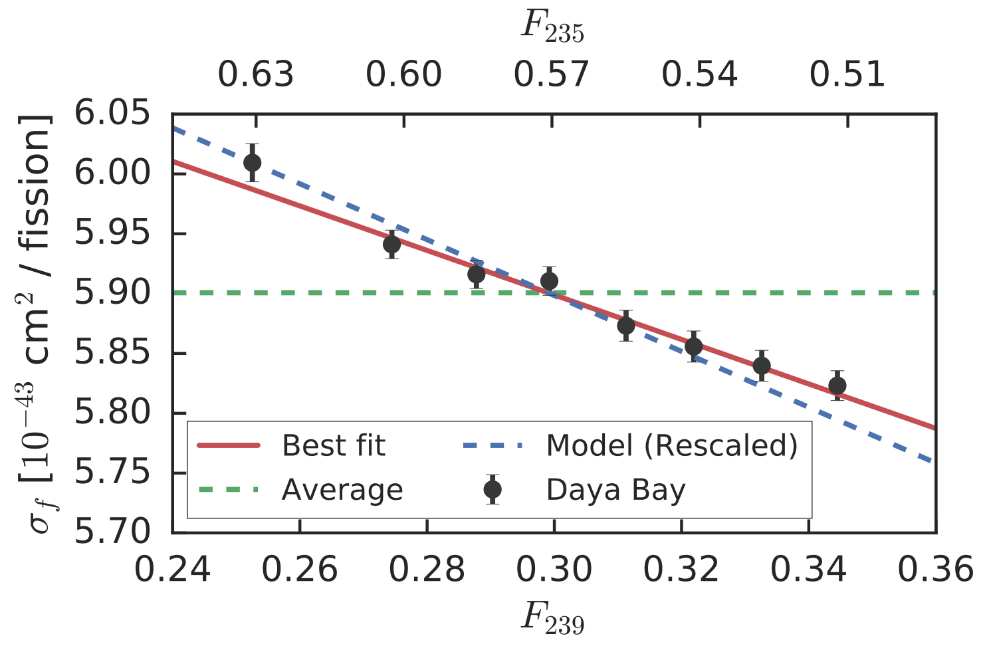 F₂₃₅
0.63 0.60 0.57 0.54 0.51
σ_f [10⁻⁴³ cm² / fission]
6.05
6.00
5.95
5.90
5.85
5.80
5.75
5.70
Best fit
Average
Model (Rescaled)
Daya Bay
0.24 0.26 0.28 0.30 0.32 0.34 0.36
F₂₃₉